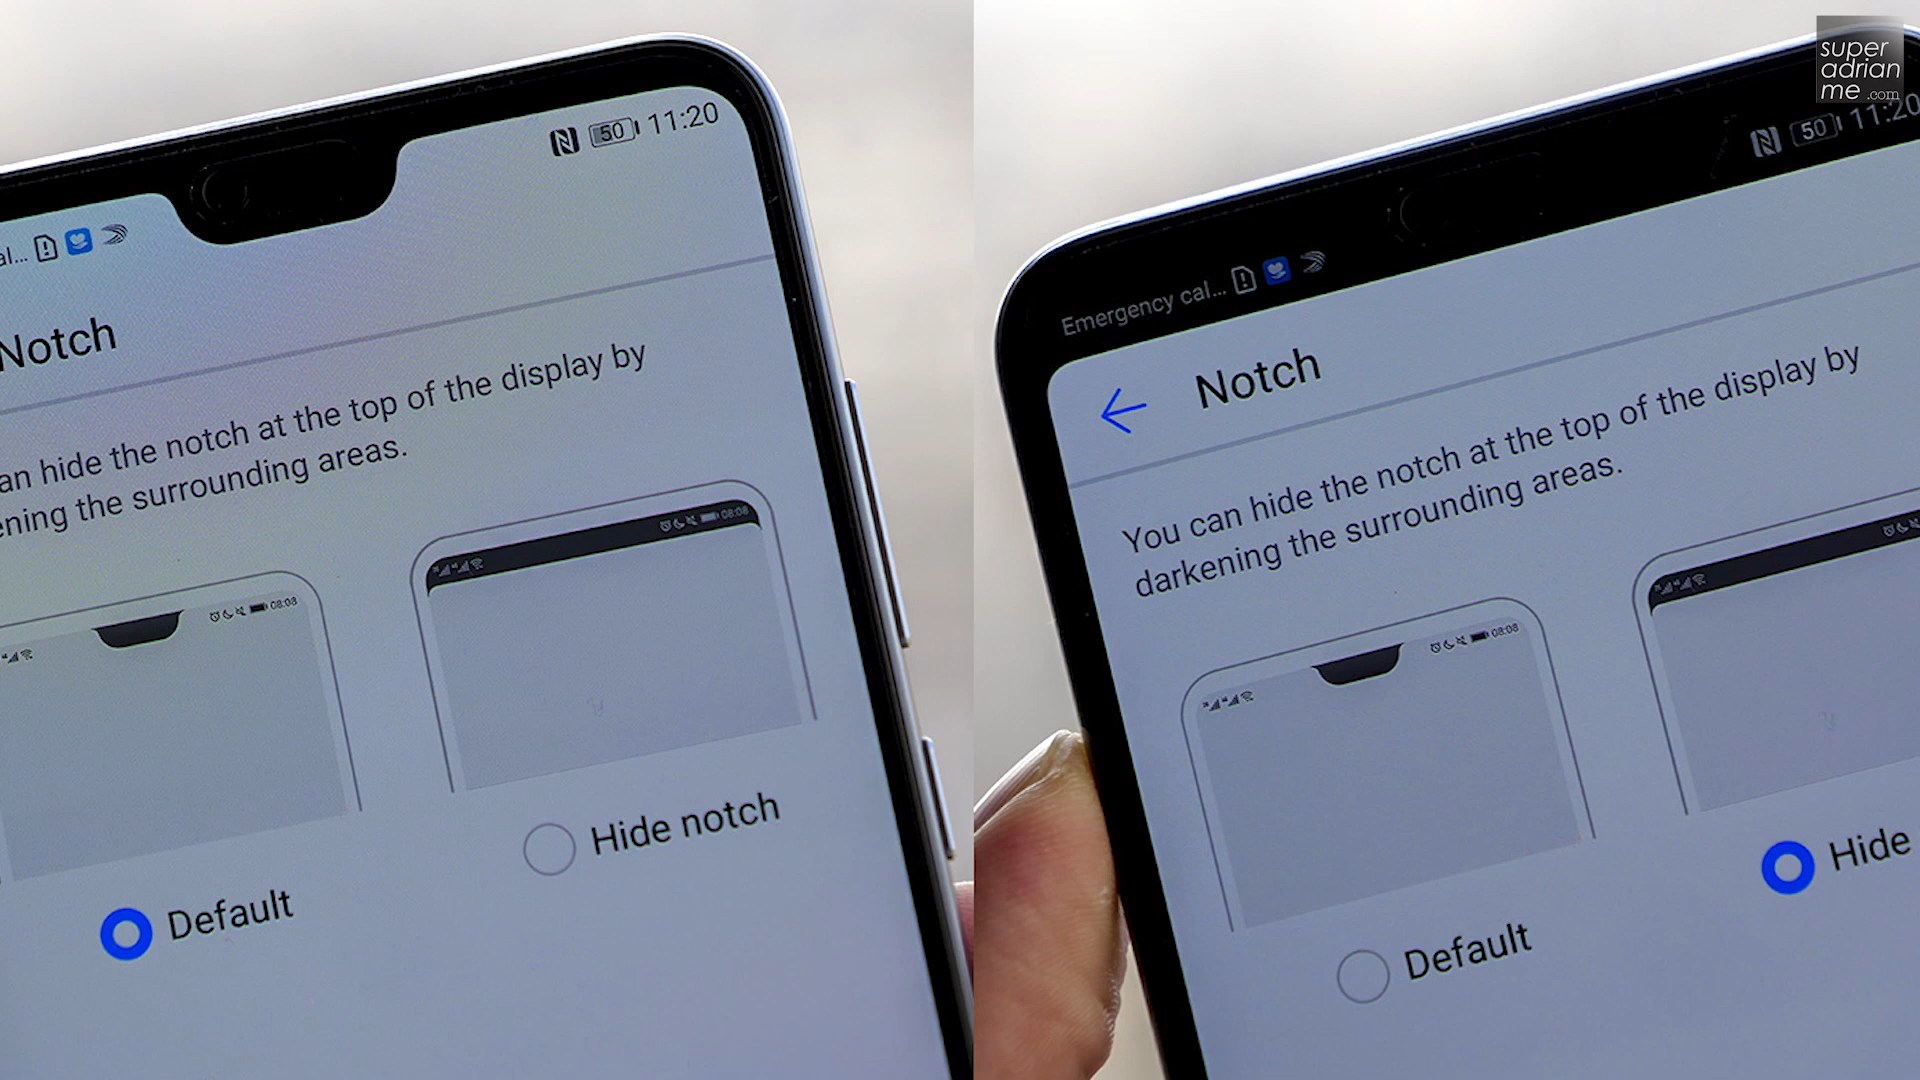 50 11:20
al...
Notch
an hide the notch at the top of the display by
ening the surrounding areas.
08:08
08:08
Default
Hide notch
super
adrian
me .com
50 11:20
Emergency cal...
Notch
You can hide the notch at the top of the display by
darkening the surrounding areas.
08:08
Default
Hide